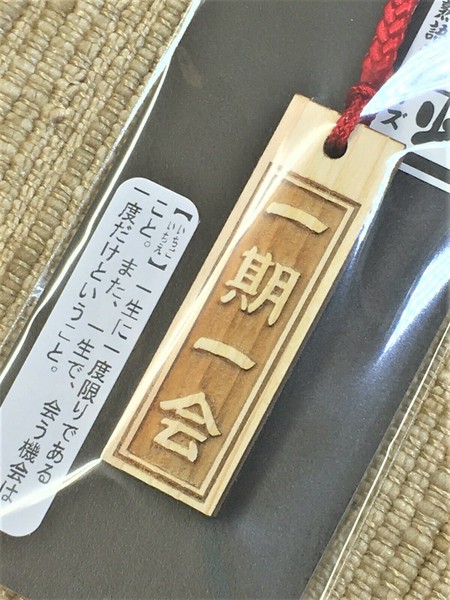 一期一会
【いちごいちえ】一生に一度限りである
こと。また、一生で、会う機会は
一度だけということ。
ズ